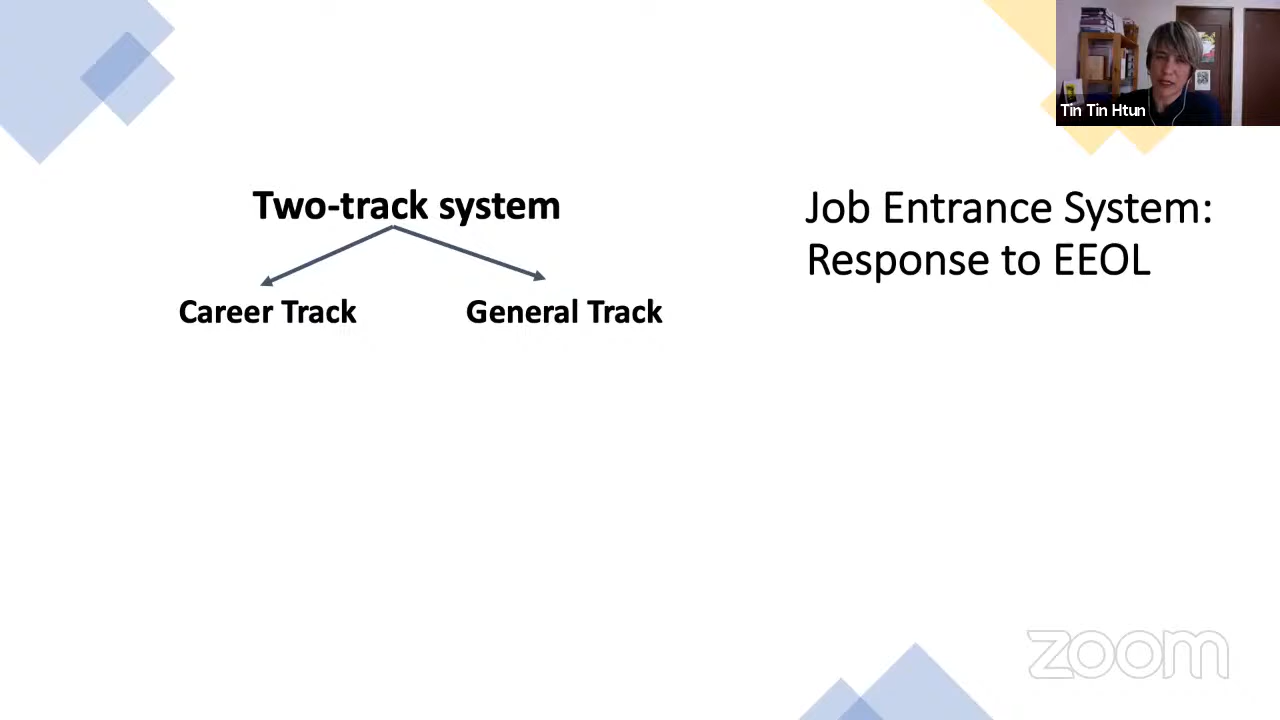 Tin Tin Htun
Two-track system
Career Track
General Track
Job Entrance System:
Response to EEOL
zoom